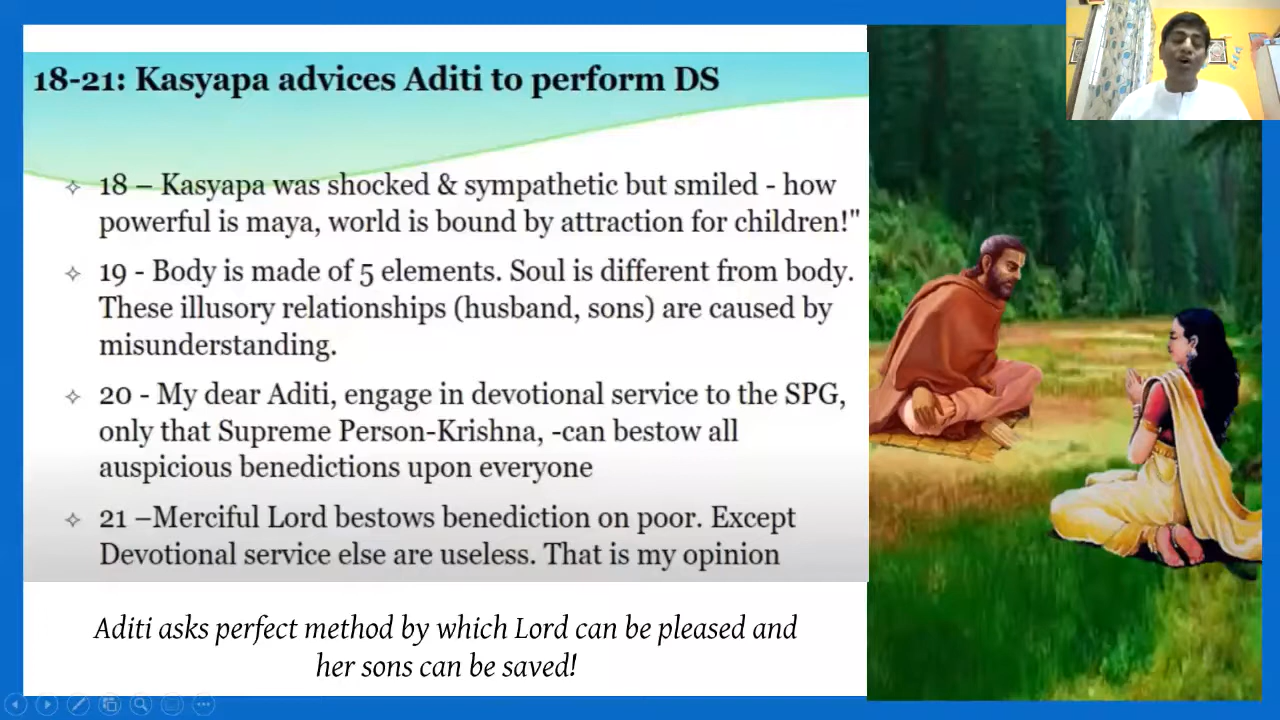 18-21: Kasyapa advices Aditi to perform DS
18 – Kasyapa was shocked & sympathetic but smiled - how
powerful is maya, world is bound by attraction for children!"
19 - Body is made of 5 elements. Soul is different from body.
These illusory relationships (husband, sons) are caused by
misunderstanding.
20 - My dear Aditi, engage in devotional service to the SPG,
only that Supreme Person-Krishna, -can bestow all
auspicious benedictions upon everyone
21 –Merciful Lord bestows benediction on poor. Except
Devotional service else are useless. That is my opinion
Aditi asks perfect method by which Lord can be pleased and
her sons can be saved!